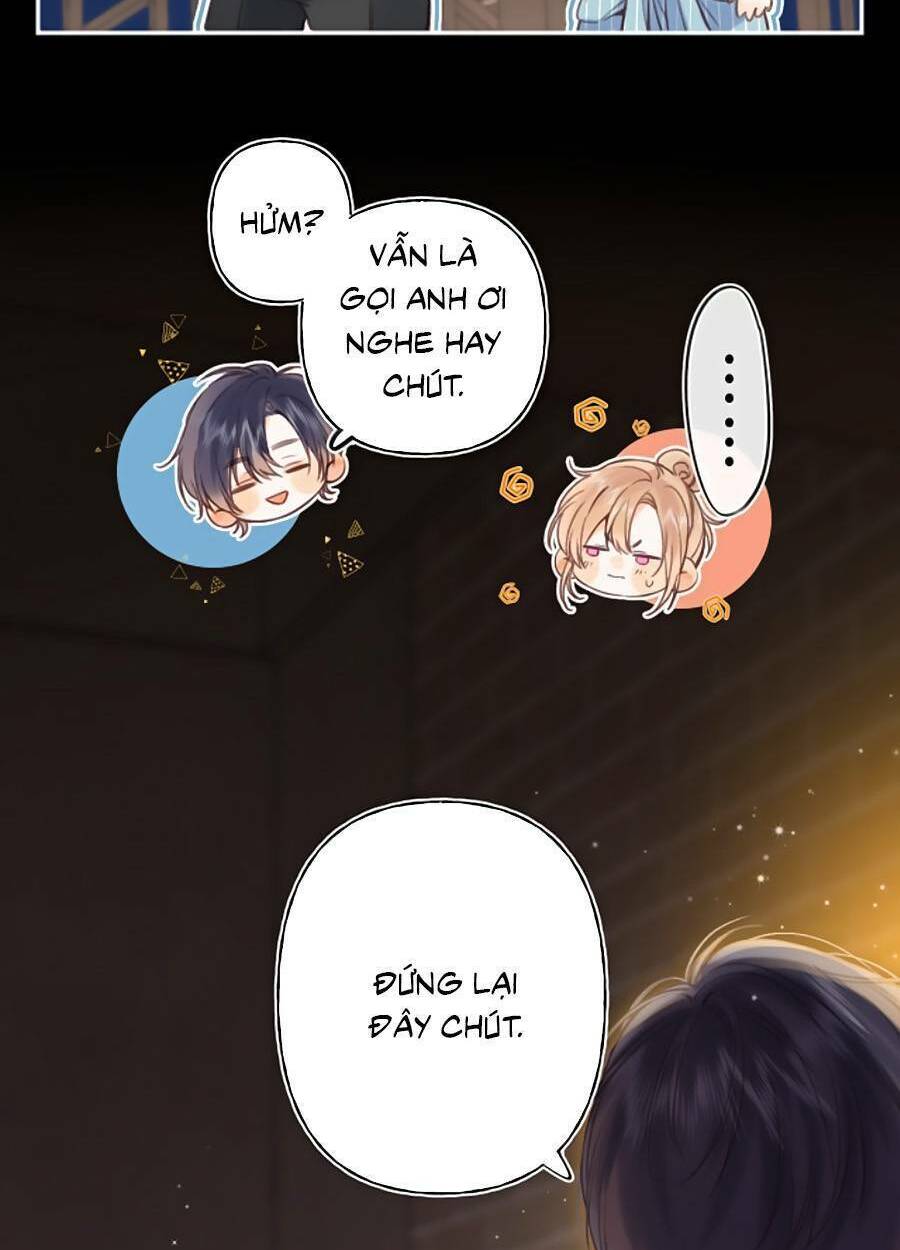 HỬM?
VẪN LÀ
GỌI ANH ƠI
NGHE HAY
CHÚT.
......
ĐỨNG LẠI
ĐÂY CHÚT.